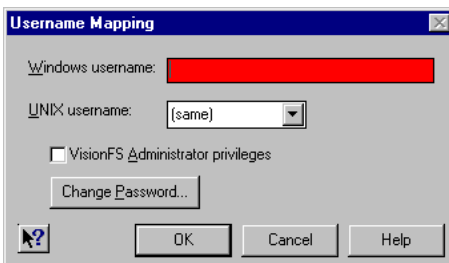 Username Mapping
Windows username:
UNIX username: (same)
VisionFS Administrator privileges
Change Password...
? OK Cancel Help